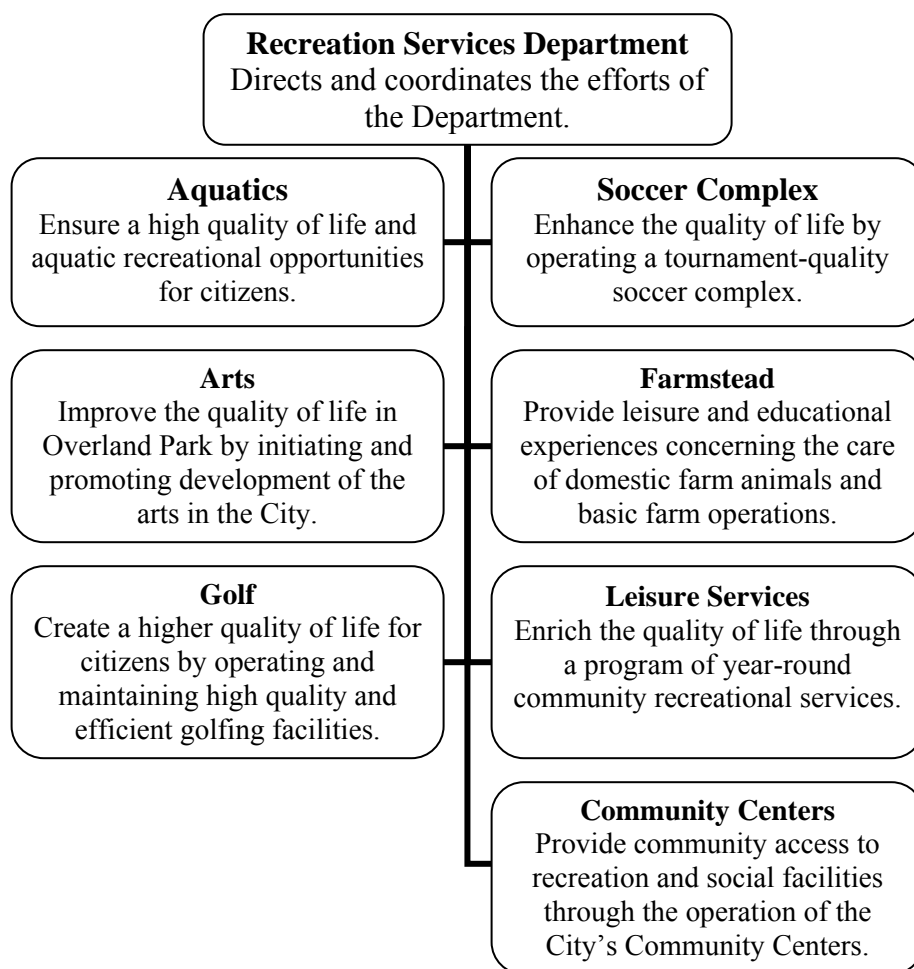 Recreation Services Department
Directs and coordinates the efforts of
the Department.
Aquatics
Ensure a high quality of life and
aquatic recreational opportunities
for citizens.
Soccer Complex
Enhance the quality of life by
operating a tournament-quality
soccer complex.
Arts
Improve the quality of life in
Overland Park by initiating and
promoting development of the
arts in the City.
Farmstead
Provide leisure and educational
experiences concerning the care
of domestic farm animals and
basic farm operations.
Golf
Create a higher quality of life for
citizens by operating and
maintaining high quality and
efficient golfing facilities.
Leisure Services
Enrich the quality of life through
a program of year-round
community recreational services.
Community Centers
Provide community access to
recreation and social facilities
through the operation of the
City’s Community Centers.